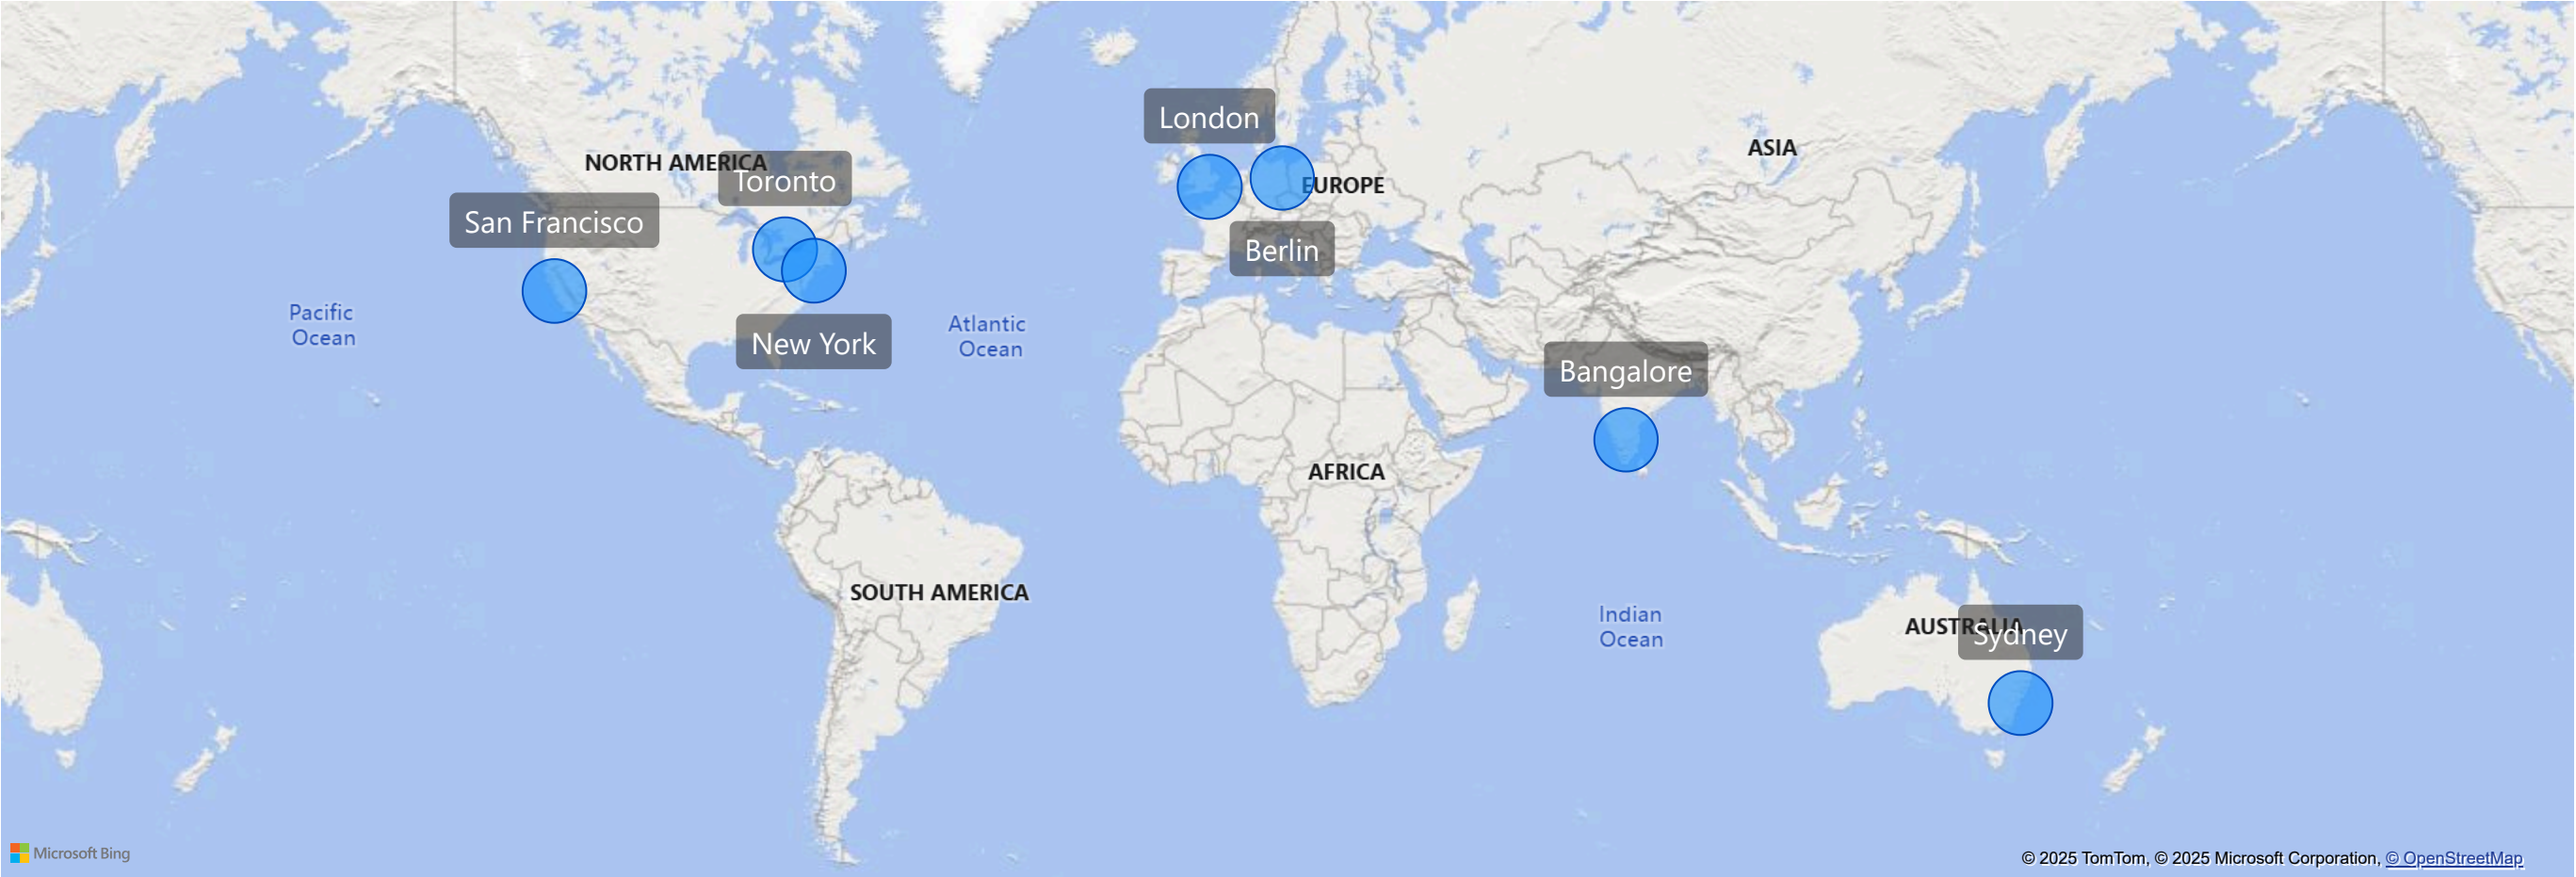 London
ASIA
NORTH AMERICA
Toronto
EUROPE
San Francisco
Berlin
Pacific
Ocean
Atlantic
Ocean
New York
Bangalore
AFRICA
SOUTH AMERICA
Indian
Ocean
AUSTRALIA
Sydney
Microsoft Bing
© 2025 TomTom, © 2025 Microsoft Corporation, © OpenStreetMap